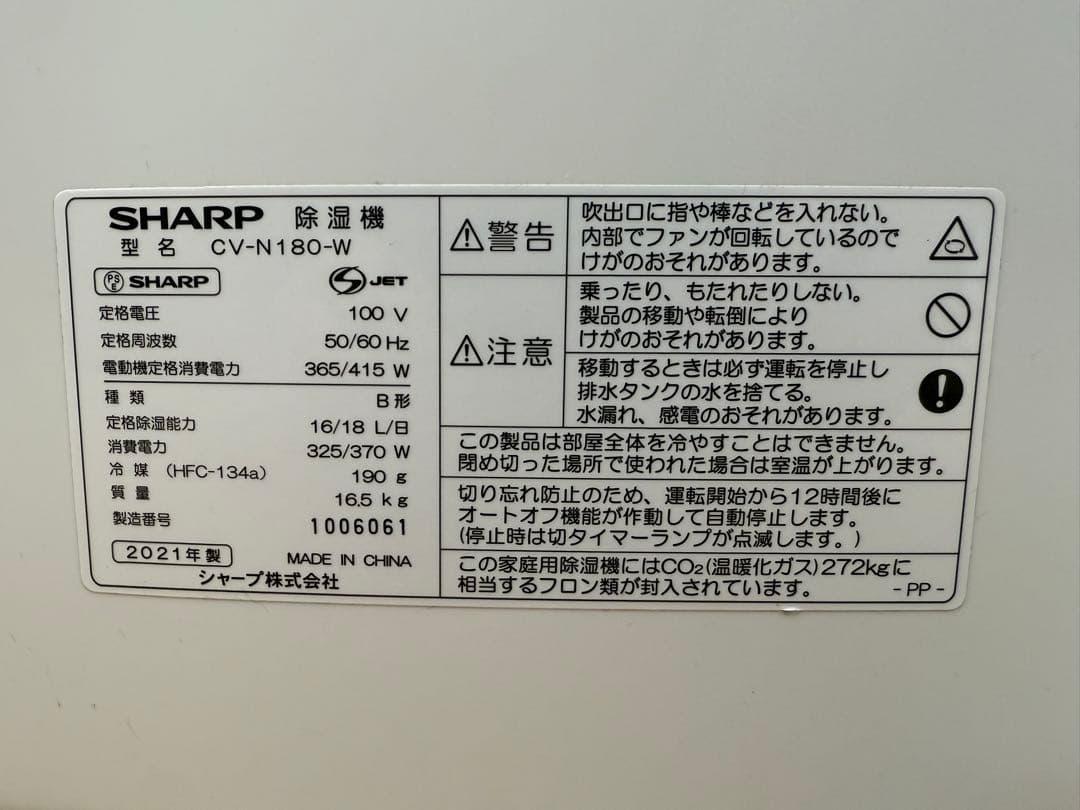 SHARP 除湿機
型名 CV-N180-W
PSE SHARP
S JET
定格電圧 100 V
定格周波数 50/60 Hz
電動機定格消費電力 365/415 W
種類 B形
定格除湿能力 16/18 L/日
消費電力 325/370 W
冷媒 (HFC-134a) 190 g
質量 16.5 kg
製造番号 1006061
2021年製 MADE IN CHINA
シャープ株式会社
警告
吹出口に指や棒などを入れない。
内部でファンが回転しているので
けがのおそれがあります。
注意
乗ったり、もたれたりしない。
製品の移動や転倒により
けがのおそれがあります。
移動するときは必ず運転を停止し
排水タンクの水を捨てる。
水漏れ、感電のおそれがあります。
この製品は部屋全体を冷やすことはできません。
閉め切った場所で使われた場合は室温が上がります。
切り忘れ防止のため、運転開始から12時間後に
オートオフ機能が作動して自動停止します。
(停止時は切タイマーランプが点滅します。)
この家庭用除湿機にはCO₂(温暖化ガス)272kgに
相当するフロン類が封入されています。 - PP -